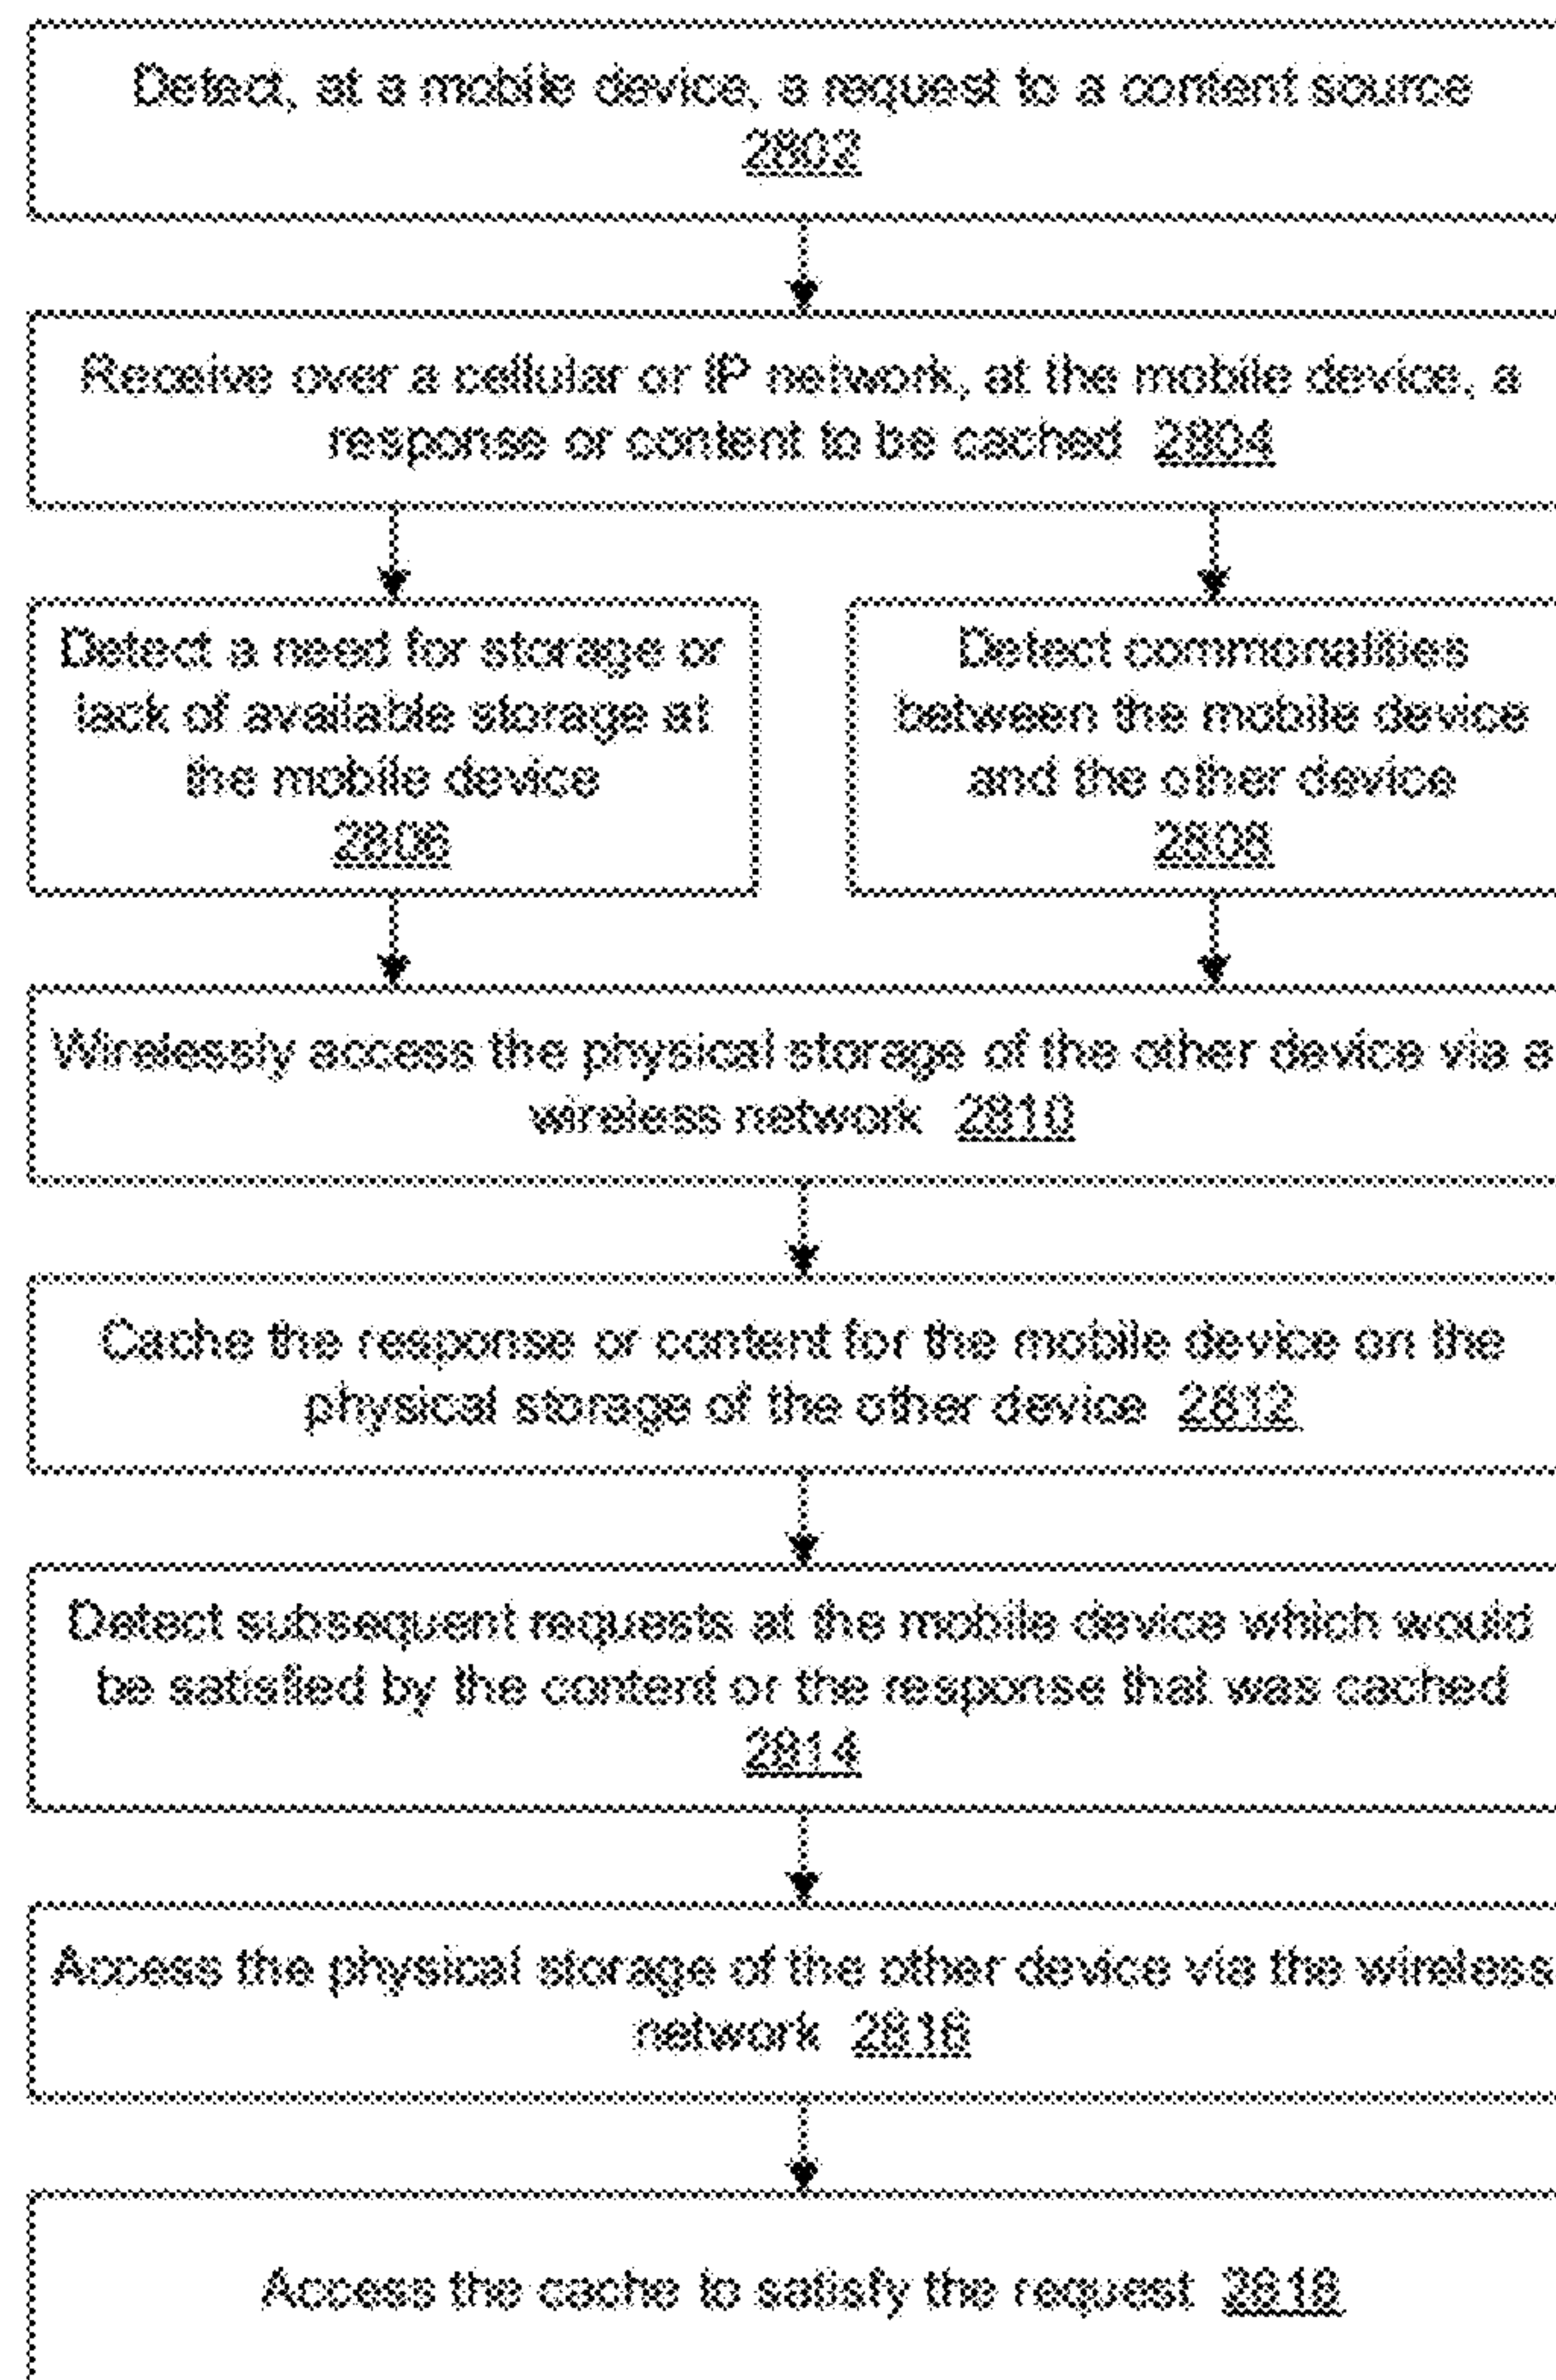 Detect, at a mobile device, a request to a content source
2802
Receive over a cellular or IP network, at the mobile device, a
response or content to be cached 2804
Detect a need for storage or
lack of available storage at
the mobile device
2806
Detect commonalities
between the mobile device
and the other device
2808
Wirelessly access the physical storage of the other device via a
wireless network 2810
Cache the response or content for the mobile device on the
physical storage of the other device 2812
Detect subsequent requests at the mobile device which would
be satisfied by the content or the response that was cached
2814
Access the physical storage of the other device via the wireless
network 2816
Access the cache to satisfy the request 2818